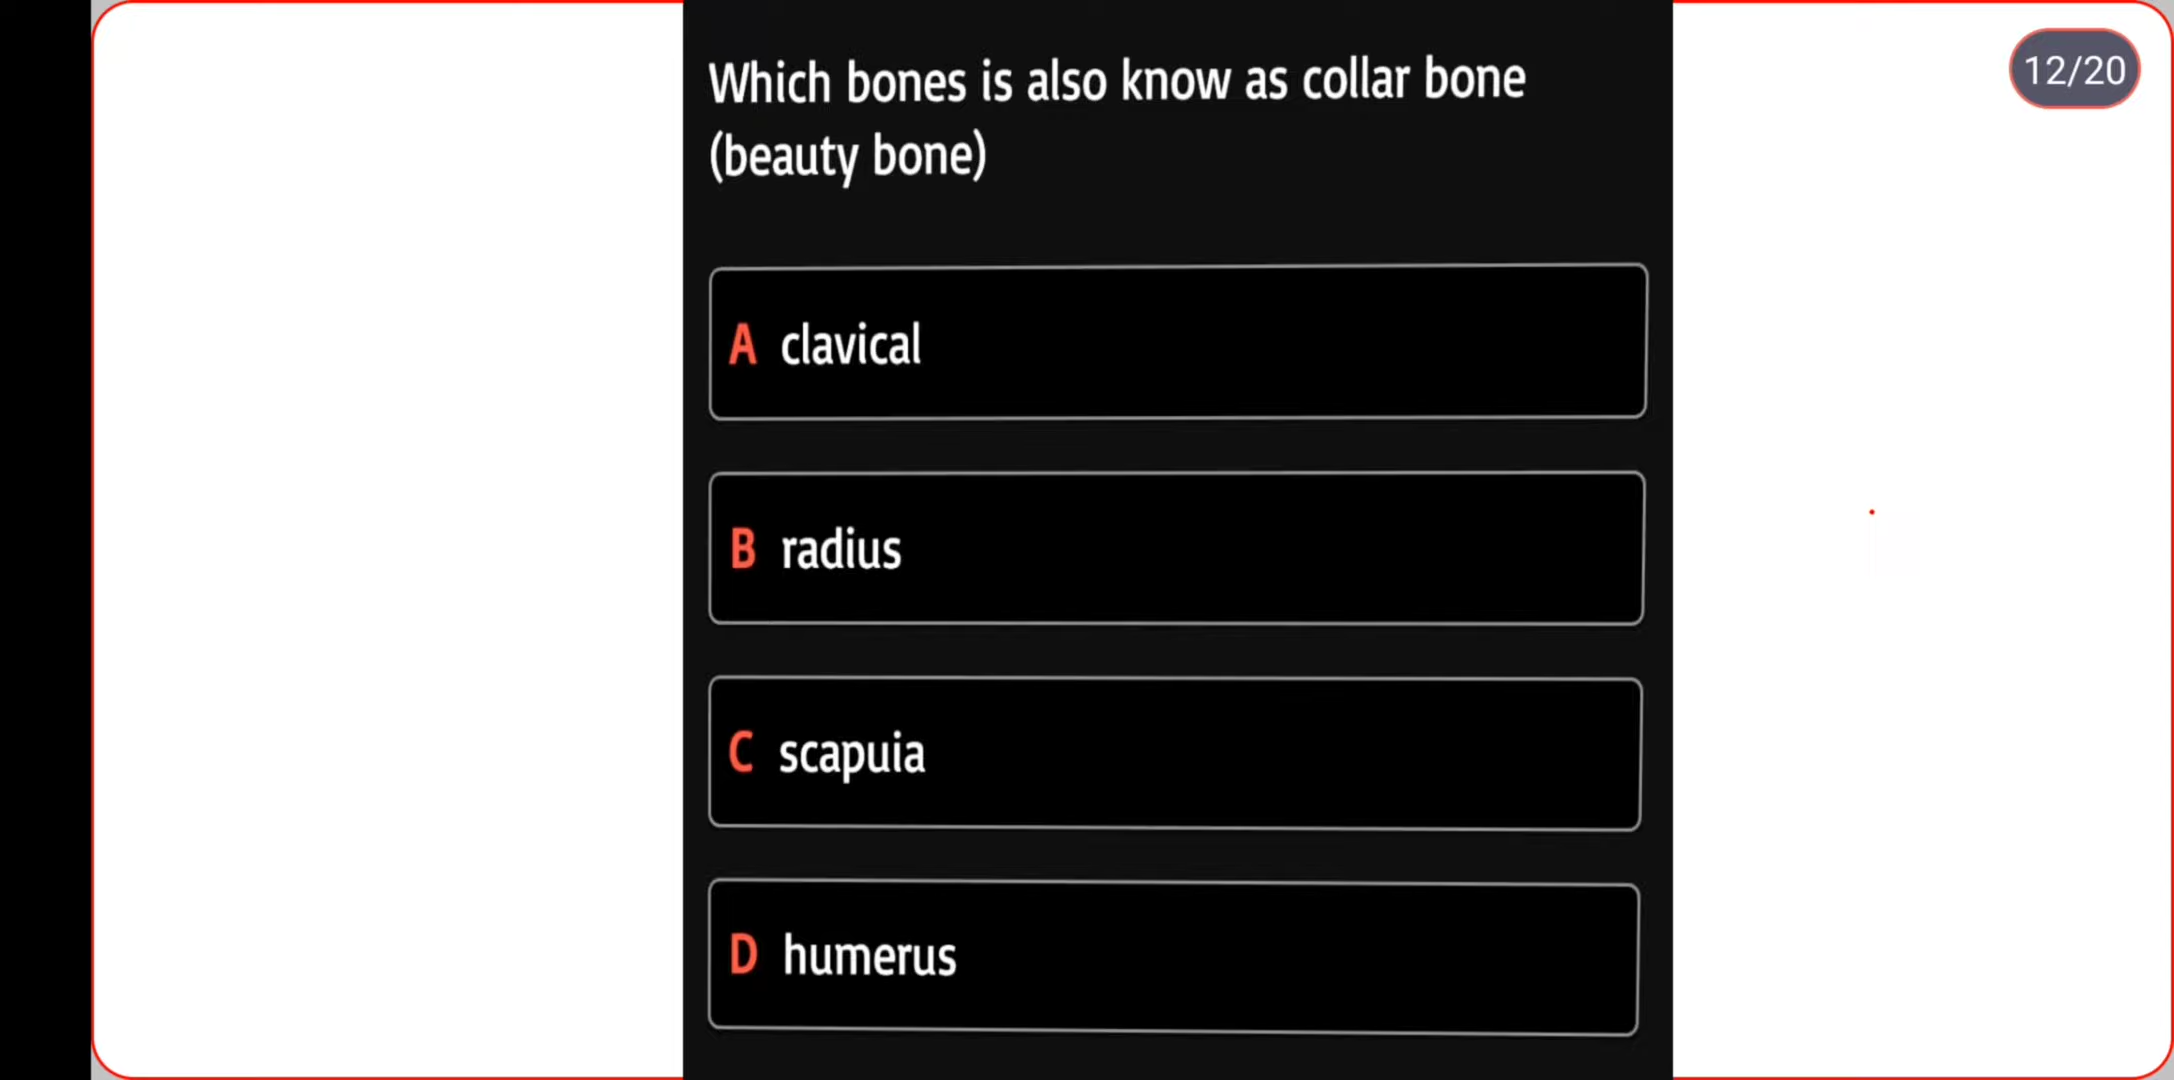 Which bones is also know as collar bone
(beauty bone)
12/20
A clavical
B radius
C scapuia
D humerus